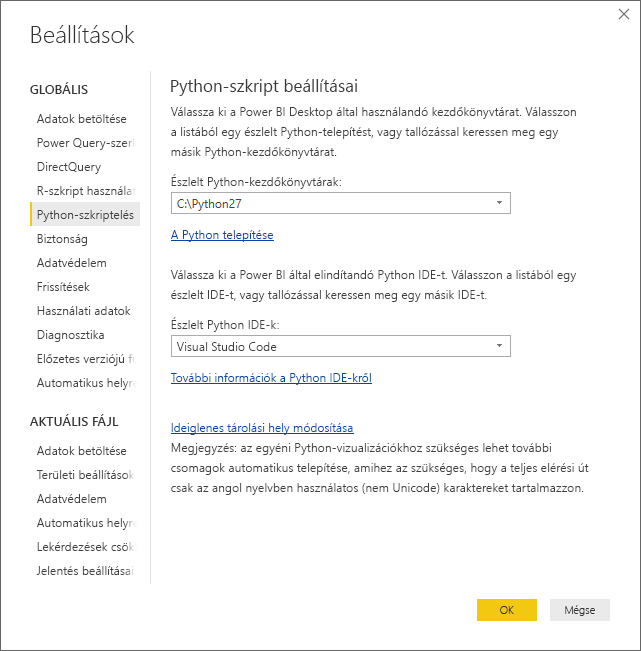 Beállítások
GLOBÁLIS
Adatok betöltése
Power Query-szer
DirectQuery
R-szkript használat
Python-szkriptelés
Biztonság
Adatvédelem
Frissítések
Használati adatok
Diagnosztika
Előzetes verziójú f
Automatikus helyre
AKTUÁLIS FÁJL
Adatok betöltése
Területi beállítások
Adatvédelem
Automatikus helyre
Lekérdezések csök
Jelentés beállításai
Python-szkript beállításai
Válassza ki a Power BI Desktop által használandó kezdőkönyvtárat. Válasszon
a listából egy észlelt Python-telepítést, vagy tallózással keressen meg egy
másik Python-kezdőkönyvtárat.
Észlelt Python-kezdőkönyvtárak:
C:\Python27
A Python telepítése
Válassza ki a Power BI által elindítandó Python IDE-t. Válasszon a listából egy
észlelt IDE-t, vagy tallózással keressen meg egy másik IDE-t.
Észlelt Python IDE-k:
Visual Studio Code
További információk a Python IDE-kről
Ideiglenes tárolási hely módosítása
Megjegyzés: az egyéni Python-vizualizációkhoz szükséges lehet további
csomagok automatikus telepítése, amihez az szükséges, hogy a teljes elérési út
csak az angol nyelvben használatos (nem Unicode) karaktereket tartalmazzon.
OK
Mégse